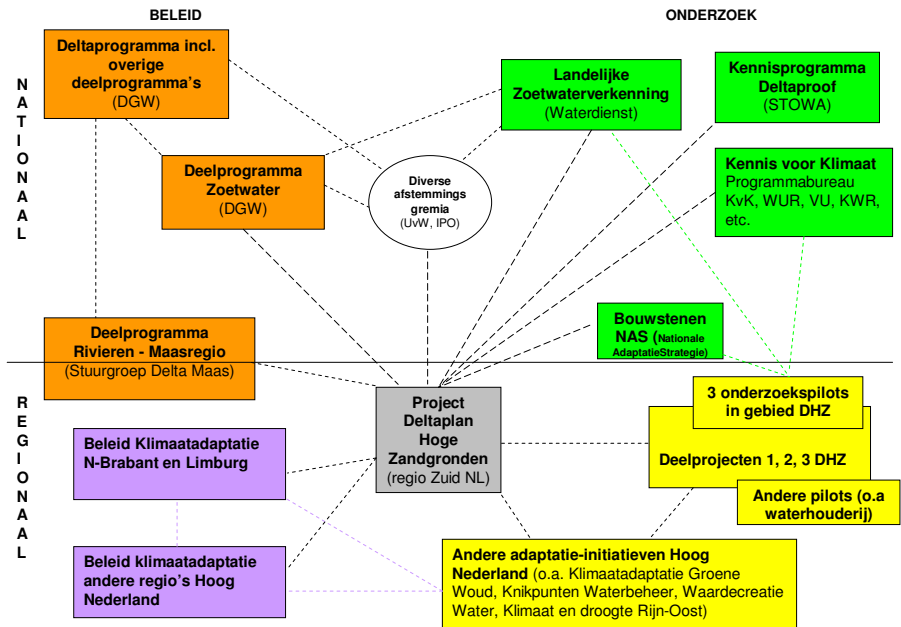 BELEID
ONDERZOEK
NATIONAAL
Deltaprogramma incl.
overige
deelprogramma's
(DGW)
Landelijke
Zoetwaterverkenning
(Waterdienst)
Kennisprogramma
Deltaproof
(STOWA)
Deelprogramma
Zoetwater
(DGW)
Diverse
afstemmings
gremia
(UvW, IPO)
Kennis voor Klimaat
Programmabureau
KvK, WUR, VU, KWR,
etc.
Deelprogramma
Rivieren - Maasregio
(Stuurgroep Delta Maas)
Bouwstenen
NAS (Nationale
AdaptatieStrategie)
REGIONAAL
Project
Deltaplan
Hoge
Zandgronden
(regio Zuid NL)
3 onderzoekspilots
in gebied DHZ
Deelprojecten 1, 2, 3 DHZ
Andere pilots (o.a
waterhouderij)
Beleid Klimaatadaptatie
N-Brabant en Limburg
Beleid klimaatadaptatie
andere regio's Hoog
Nederland
Andere adaptatie-initiatieven Hoog
Nederland (o.a. Klimaatadaptatie Groene
Woud, Knikpunten Waterbeheer, Waardecreatie
Water, Klimaat en droogte Rijn-Oost)